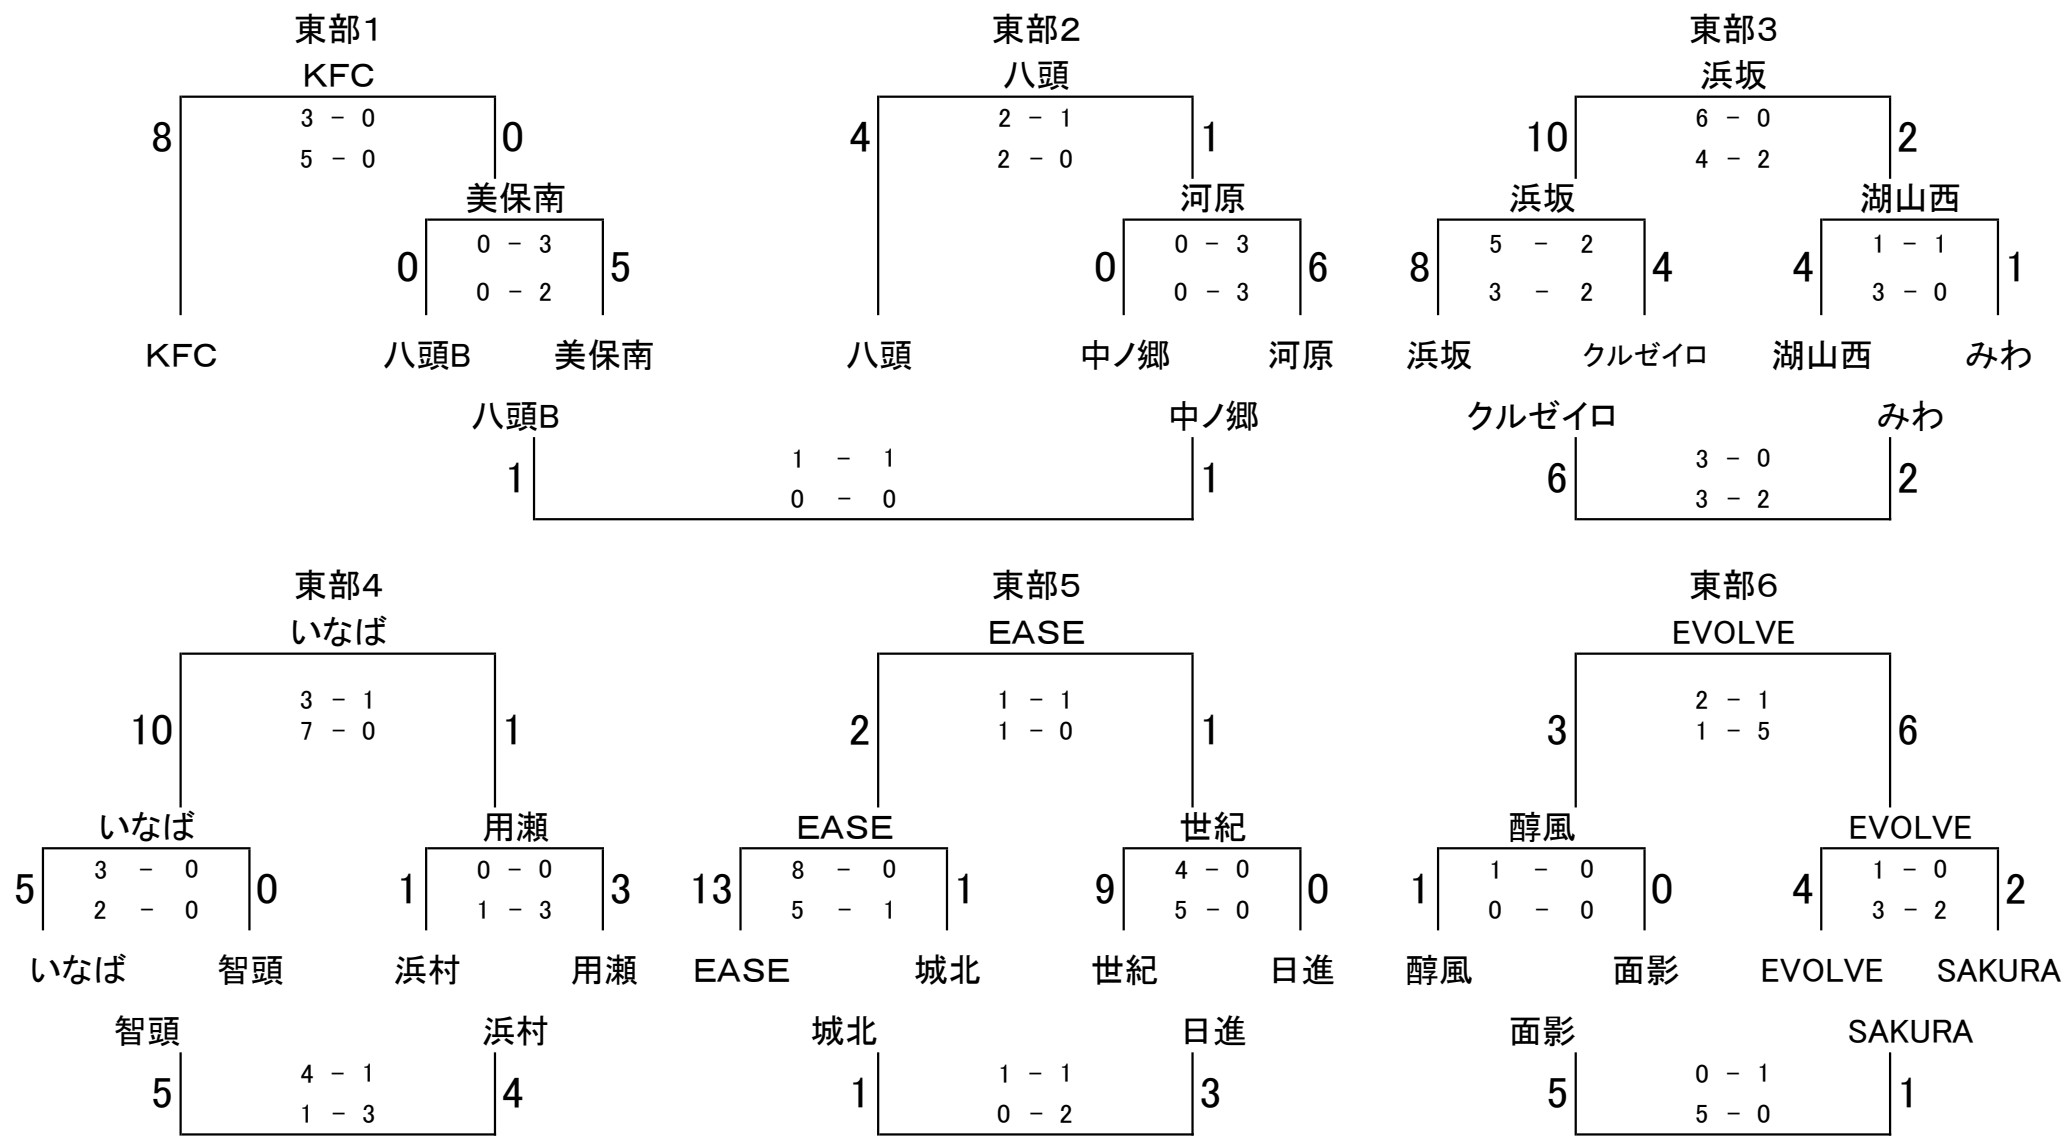 東部1 東部2 東部3
KFC 八頭 浜坂
3 - 0 2 - 1 6 - 0
8 0 4 1 10 2
5 - 0 2 - 0 4 - 2
美保南 河原 浜坂 湖山西
0 - 3 0 - 3 5 - 2 1 - 1
0 5 0 6 8 4 4 1
0 - 2 0 - 3 3 - 2 3 - 0
KFC 八頭B 美保南 八頭 中ノ郷 河原 浜坂 クルゼイロ 湖山西 みわ
八頭B 中ノ郷 クルゼイロ みわ
1 - 1 3 - 0
1 1 6 2
0 - 0 3 - 2
東部4 東部5 東部6
いなば EASE EVOLVE
3 - 1 1 - 1 2 - 1
10 1 2 1 3 6
7 - 0 1 - 0 1 - 5
いなば 用瀬 EASE 世紀 醇風 EVOLVE
3 - 0 0 - 0 8 - 0 4 - 0 1 - 0 1 - 0
5 0 1 3 13 1 9 0 1 0 4 2
2 - 0 1 - 3 5 - 1 5 - 0 0 - 0 3 - 2
いなば 智頭 浜村 用瀬 EASE 城北 世紀 日進 醇風 面影 EVOLVE SAKURA
智頭 浜村 城北 日進 面影 SAKURA
4 - 1 1 - 1 0 - 1
5 4 1 3 5 1
1 - 3 0 - 2 5 - 0